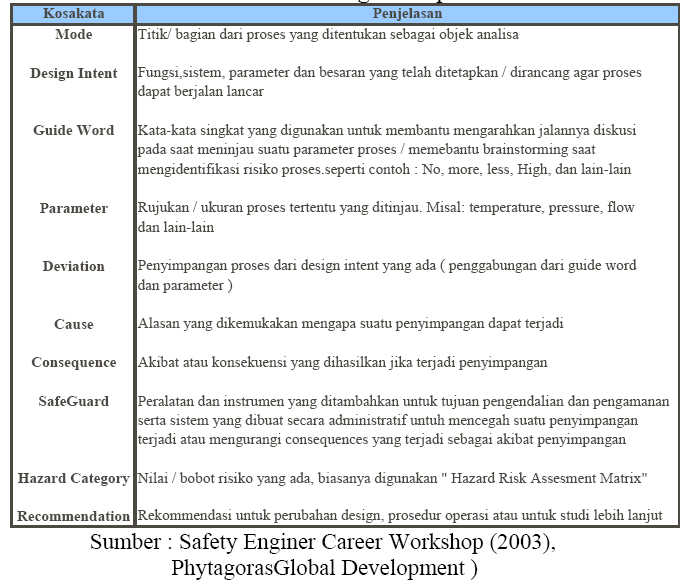 Kosakata Penjelasan
Mode Titik/ bagian dari proses yang ditentukan sebagai objek analisa
Design Intent Fungsi,sistem, parameter dan besaran yang telah ditetapkan / dirancang agar proses
dapat berjalan lancar
Guide Word Kata-kata singkat yang digunakan untuk membantu mengarahkan jalannya diskusi
pada saat meninjau suatu parameter proses / memebantu brainstorming saat
mengidentifikasi risiko proses.seperti contoh : No, more, less, High, dan lain-lain
Parameter Rujukan / ukuran proses tertentu yang ditinjau. Misal: temperature, pressure, flow
dan lain-lain
Deviation Penyimpangan proses dari design intent yang ada ( penggabungan dari guide word
dan parameter )
Cause Alasan yang dikemukakan mengapa suatu penyimpangan dapat terjadi
Consequence Akibat atau konsekuensi yang dihasilkan jika terjadi penyimpangan
SafeGuard Peralatan dan instrumen yang ditambahkan untuk tujuan pengendalian dan pengamanan
serta sistem yang dibuat secara administratif untuh mencegah suatu penyimpangan
terjadi atau mengurangi consequences yang terjadi sebagai akibat penyimpangan
Hazard Category Nilai / bobot risiko yang ada, biasanya digunakan " Hazard Risk Assesment Matrix"
Recommendation Rekommendasi untuk perubahan design, prosedur operasi atau untuk studi lebih lanjut
Sumber : Safety Enginer Career Workshop (2003),
PhytagorasGlobal Development )